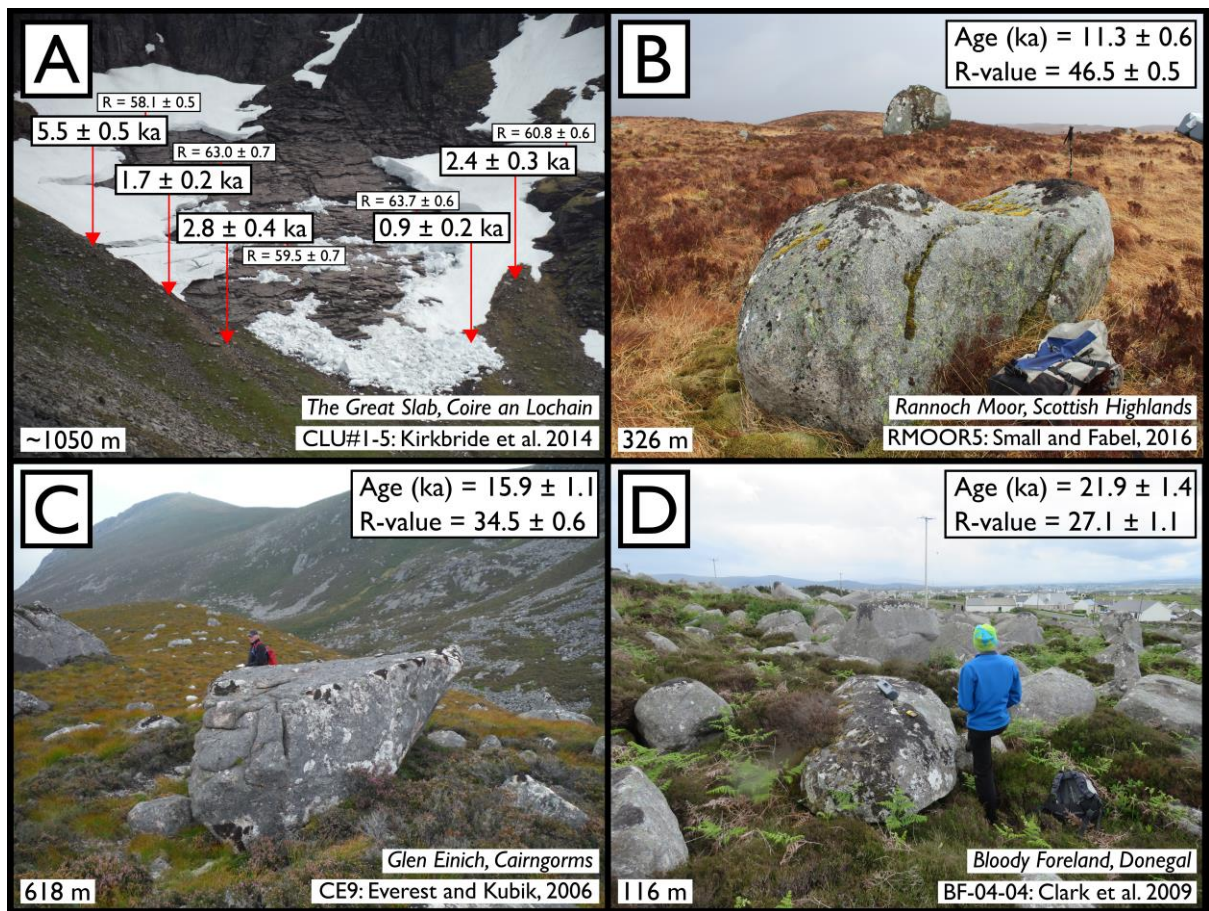 A
R = 58.1 ± 0.5
5.5 ± 0.5 ka
R = 63.0 ± 0.7
1.7 ± 0.2 ka
2.8 ± 0.4 ka
R = 59.5 ± 0.7
R = 63.7 ± 0.6
0.9 ± 0.2 ka
R = 60.8 ± 0.6
2.4 ± 0.3 ka
The Great Slab, Coire an Lochain
~1050 m
CLU#1-5: Kirkbride et al. 2014
B
Age (ka) = 11.3 ± 0.6
R-value = 46.5 ± 0.5
Rannoch Moor, Scottish Highlands
326 m
RMOOR5: Small and Fabel, 2016
C
Age (ka) = 15.9 ± 1.1
R-value = 34.5 ± 0.6
Glen Einich, Cairngorms
618 m
CE9: Everest and Kubik, 2006
D
Age (ka) = 21.9 ± 1.4
R-value = 27.1 ± 1.1
Bloody Foreland, Donegal
116 m
BF-04-04: Clark et al. 2009